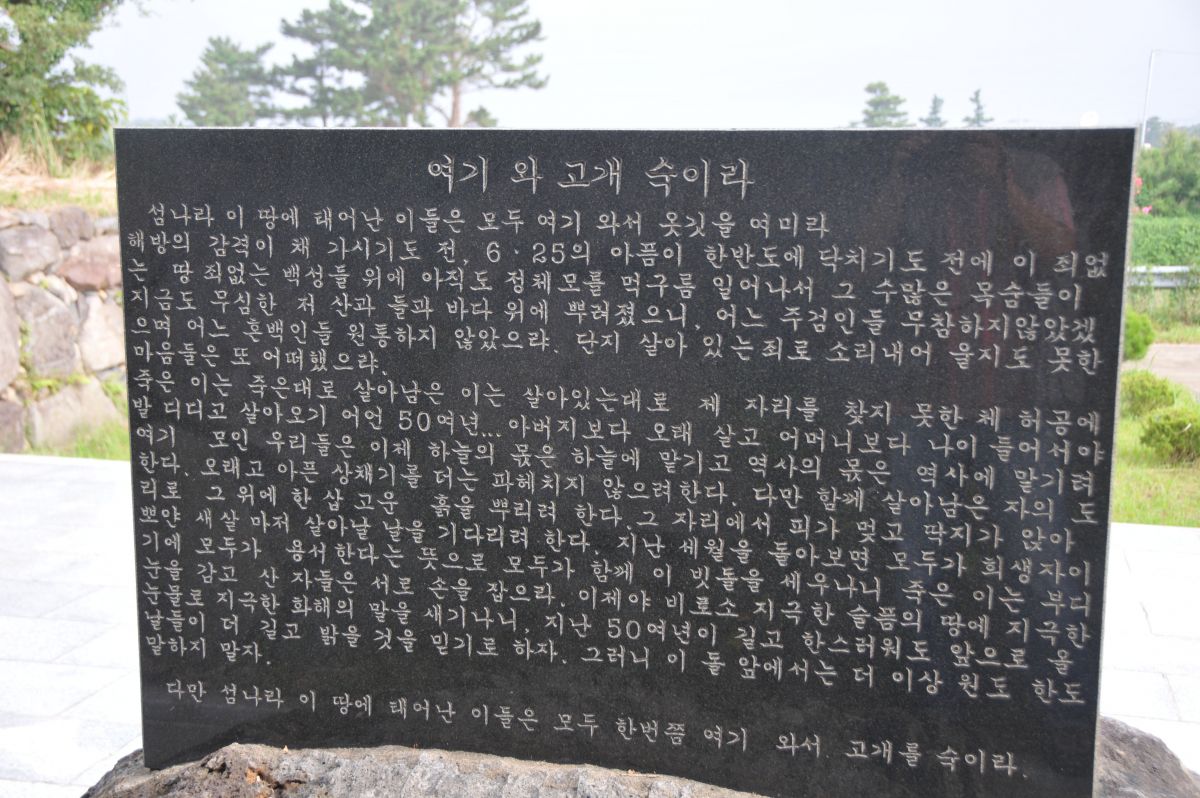 여기 와 고개 숙이라
섬나라 이 땅에 태어난 이들은 모두 여기 와서 옷깃을 여미라
해방의 감격이 채 가시기도 전, 6·25의 아픔이 한반도에 닥치기도 전에 이 죄없
는 땅 죄없는 백성들 위에 아직도 정체모를 먹구름 일어나서 그 수많은 목숨들이
지금도 무심한 저 산과 들과 바다 위에 뿌려졌으니, 어느 주검인들 무참하지않았겠
으며 어느 혼백인들 원통하지 않았으랴. 단지 살아 있는죄로 소리내어 울지도 못한
마음들은 또 어떠했으랴.
죽은 이는 죽은대로 살아남은 이는 살아있는대로 제 자리를 찾지 못한 체 허공에
발 디디고 살아오기 어언 50여년... 아버지보다 오래 살고 어머니보다 나이 들어서야
여기 모인 우리들은 이제 하늘의 몫은 하늘에 맡기고 역사의 몫은 역사에 맡기려
한다. 오래고 아픈 상채기를 더는 파헤치지 않으려한다. 다만 함께 살아남은 자의 도
리로 그위에 한 삽 고운 흙을 뿌리려 한다. 그 자리에서 피가 멎고 딱지가 앉아
뽀얀 새살 마저 살아날 날을 기다리려 한다. 지난 세월을 돌아보면 모두가 희생자이
기에 모두가 용서한다는 뜻으로 모두가 함께 이 빗돌을 세우나니 죽은 이는 부디
눈을 감고 산 자들은 서로 손을 잡으라. 이제야 비로소 지극한 슬픔의 땅에 지극한
눈물로 지극한 화해의 말을 새기나니, 지난 50여년이 길고 한스러워도 앞으로 올
날들이 더 길고 밝을 것을 믿기로 하자. 그러니 이 돌 앞에서는 더 이상 원도 한도
말하지 말자.
다만 섬나라 이 땅에 태어난 이들은 모두 한번쯤 여기 와서 고개를 숙이라.